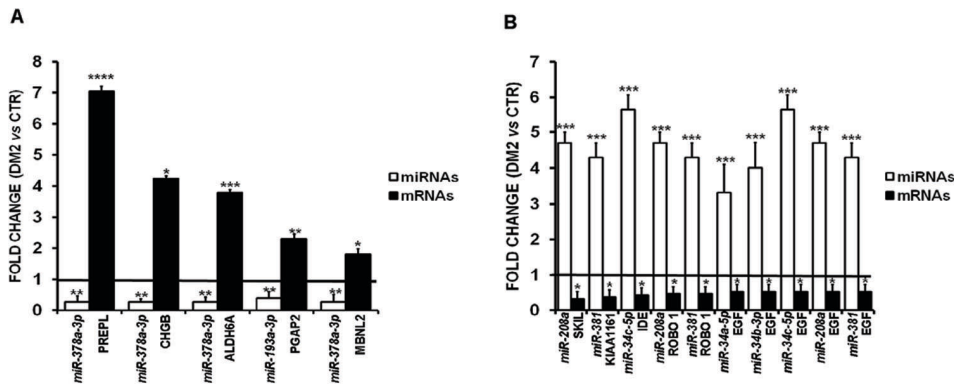 A
FOLD CHANGE (DM2 vs CTR)
8
7
6
5
4
3
2
1
0
****
*
***
**
*
**
**
**
**
**
miR-378a-3p
PREPL
miR-378a-3p
CHGB
miR-378a-3p
ALDH6A
miR-193a-3p
PGAP2
miR-378a-3p
MBNL2
miRNAs
mRNAs
B
FOLD CHANGE (DM2 vs CTR)
7
6
5
4
3
2
1
0
***
***
***
***
***
***
***
***
***
***
*
*
*
*
*
*
*
*
*
*
miR-208a
SKIL
miR-381
KIAA1161
miR-34c-5p
IDE
miR-208a
ROBO 1
miR-381
ROBO 1
miR-34a-5p
EGF
miR-34b-3p
EGF
miR-34c-5p
EGF
miR-208a
EGF
miR-381
EGF
miRNAs
mRNAs